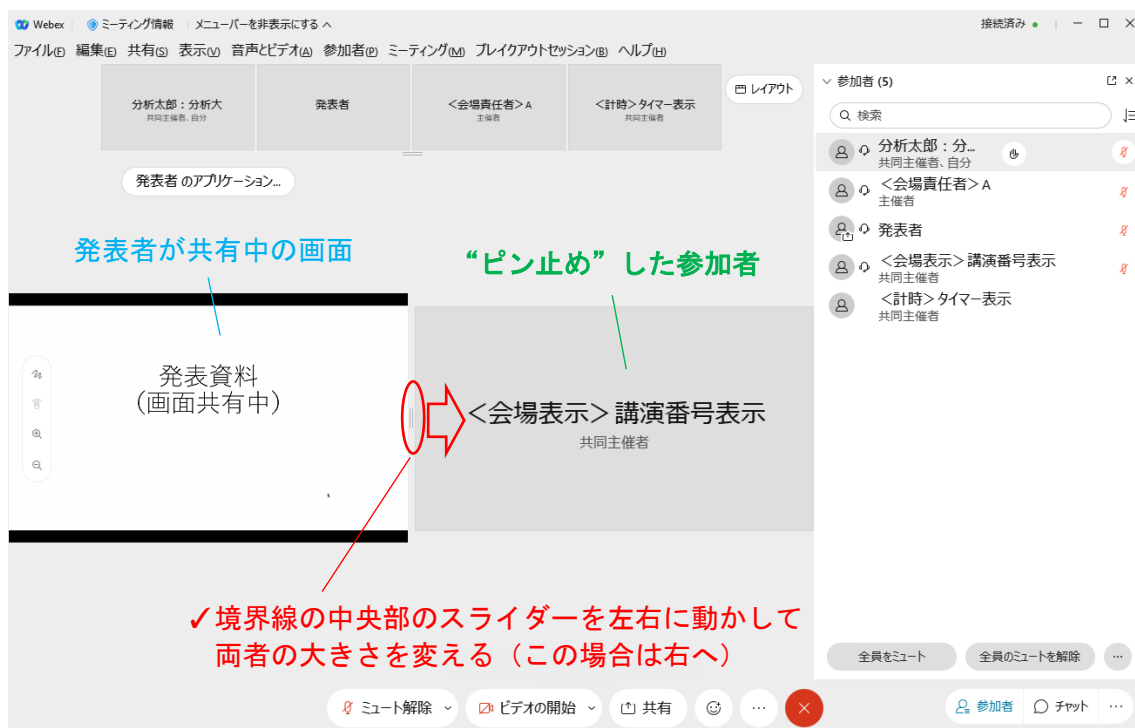 Webex ミーティング情報 メニューバーを非表示にする 接続済み
ファイル(F) 編集(E) 共有(S) 表示(V) 音声とビデオ(A) 参加者(P) ミーティング(M) ブレイクアウトセッション(B) ヘルプ(H)
分析太郎：分析大
共同主催者、自分
発表者
＜会場責任者＞A
主催者
＜計時＞タイマー表示
共同主催者
レイアウト
発表者 のアプリケーション...
発表者が共有中の画面
“ピン止め”した参加者
発表資料
（画面共有中）
＜会場表示＞講演番号表示
共同主催者
✓境界線の中央部のスライダーを左右に動かして
両者の大きさを変える（この場合は右へ）
参加者 (5)
検索
分析太郎：分...
共同主催者、自分
＜会場責任者＞A
主催者
発表者
＜会場表示＞講演番号表示
共同主催者
＜計時＞タイマー表示
共同主催者
全員をミュート 全員のミュートを解除 ...
ミュート解除 ビデオの開始 共有 ...
参加者 チャット ...